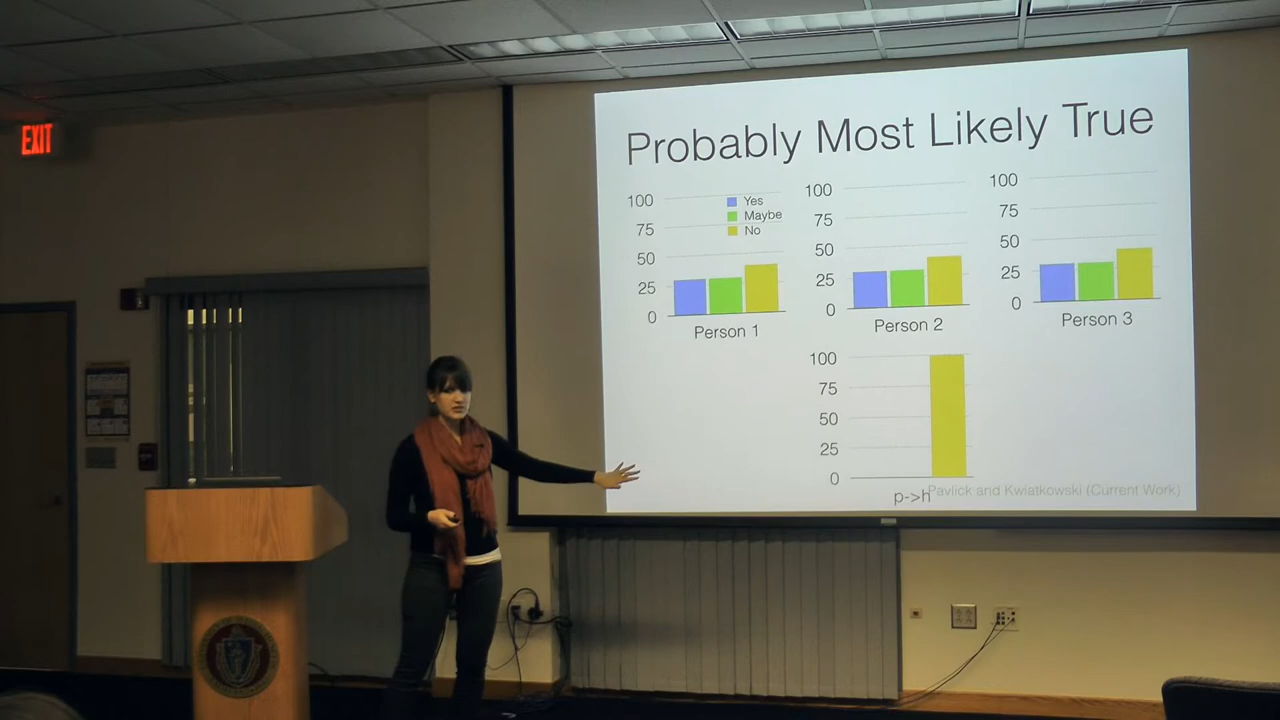 EXIT
Probably Most Likely True
100
75
50
25
0
Yes
Maybe
No
Person 1
100
75
50
25
0
Person 2
100
75
50
25
0
Person 3
100
75
50
25
0
p->h
Pavlick and Kwiatkowski (Current Work)